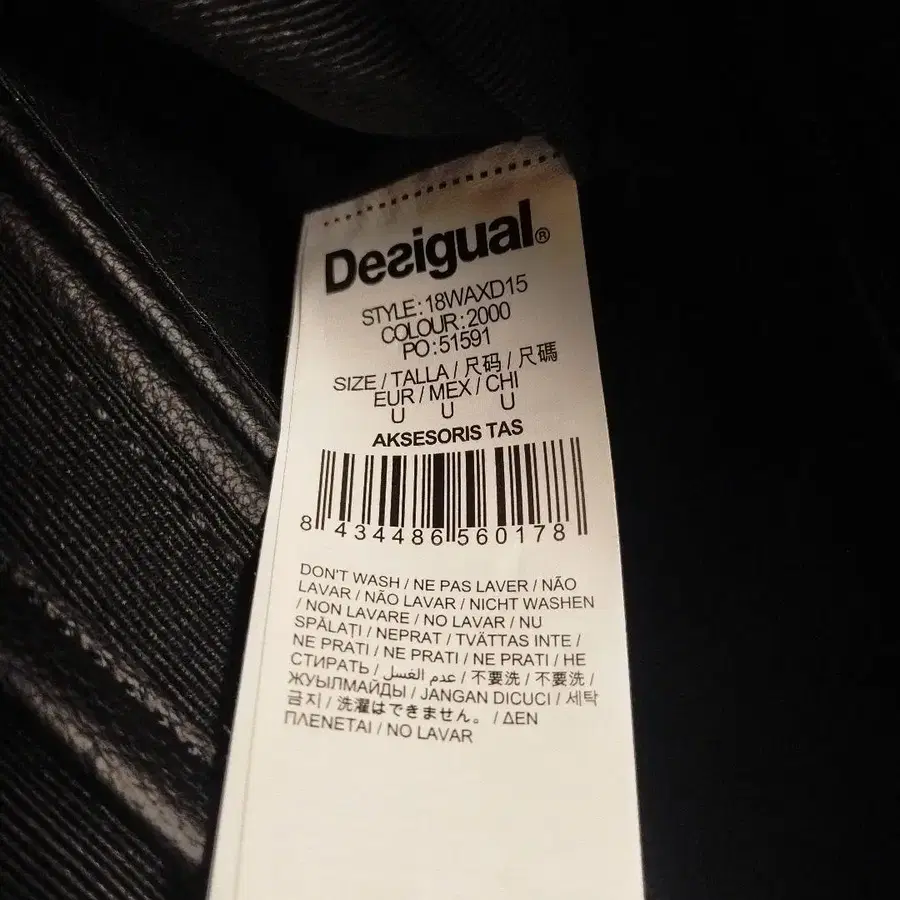 Desigual®
STYLE: 18WAXD15
COLOUR: 2000
PO: 51591
SIZE / TALLA / 尺码 / 尺碼
EUR / MEX / CHI
U U U
AKSESORIS TAS
8 434486 560178
DON'T WASH / NE PAS LAVER / NÃO
LAVAR / NÃO LAVAR / NICHT WASHEN
/ NON LAVARE / NO LAVAR / NU
SPĂLAȚI / NEPRAT / TVÄTTAS INTE /
NE PRATI / NE PRATI / NE PRATI / НЕ
СТИРАТЬ / عدم الغسل / 不要洗 / 不要洗 /
ЖУЫЛМАЙДЫ / JANGAN DICUCI / 세탁
금지 / 洗濯はできません。 / ΔΕΝ
ΠΛΕΝΕΤΑΙ / NO LAVAR